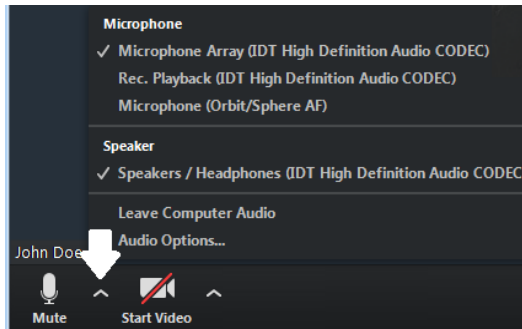 Microphone
Microphone Array (IDT High Definition Audio CODEC)
Rec. Playback (IDT High Definition Audio CODEC)
Microphone (Orbit/Sphere AF)
Speaker
Speakers / Headphones (IDT High Definition Audio CODEC
Leave Computer Audio
Audio Options...
John Doe
Mute
Start Video